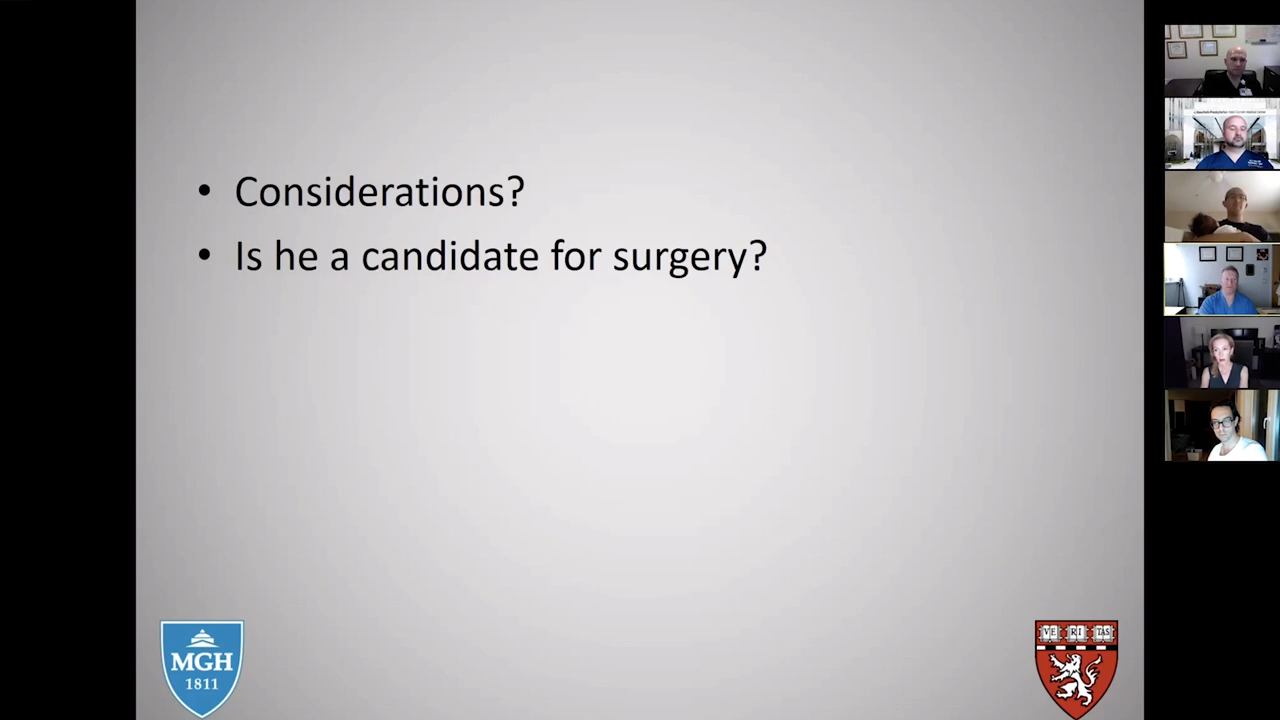 • Considerations?
• Is he a candidate for surgery?
MGH
1811
VE RI TAS